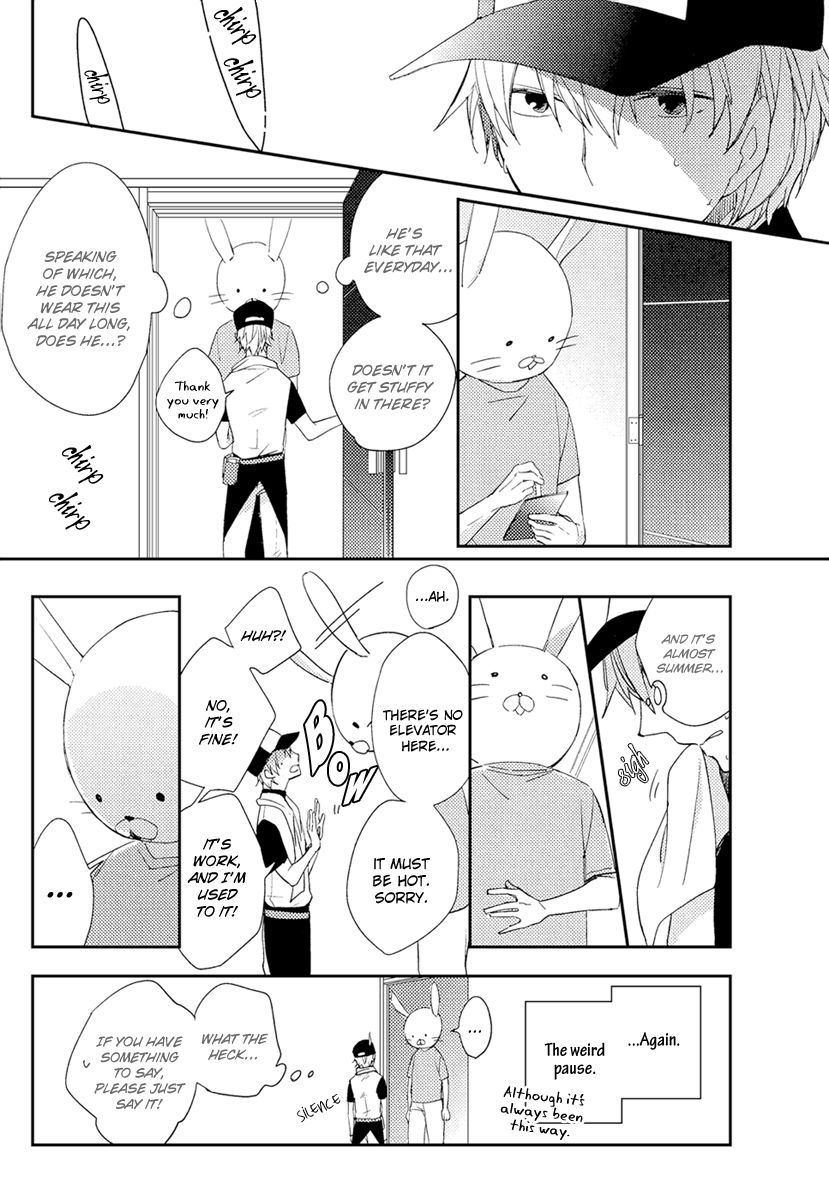 chirp
chirp
chirp
HE'S
LIKE THAT
EVERYDAY...
DOESN'T IT
GET STUFFY
IN THERE?
Thank
you very
much!
SPEAKING
OF WHICH,
HE DOESN'T
WEAR THIS
ALL DAY LONG,
DOES HE...?
chirp
chirp
AND IT'S
ALMOST
SUMMER...
sigh
...AH.
THERE'S NO
ELEVATOR
HERE...
IT MUST
BE HOT.
SORRY.
BOW
HUH?!
NO,
IT'S
FINE!
IT'S
WORK,
AND I'M
USED
TO IT!
...
...Again.
The weird
pause.
Although it's
always been
this way.
...
SILENCE
WHAT THE
HECK...
IF YOU HAVE
SOMETHING
TO SAY,
PLEASE JUST
SAY IT!